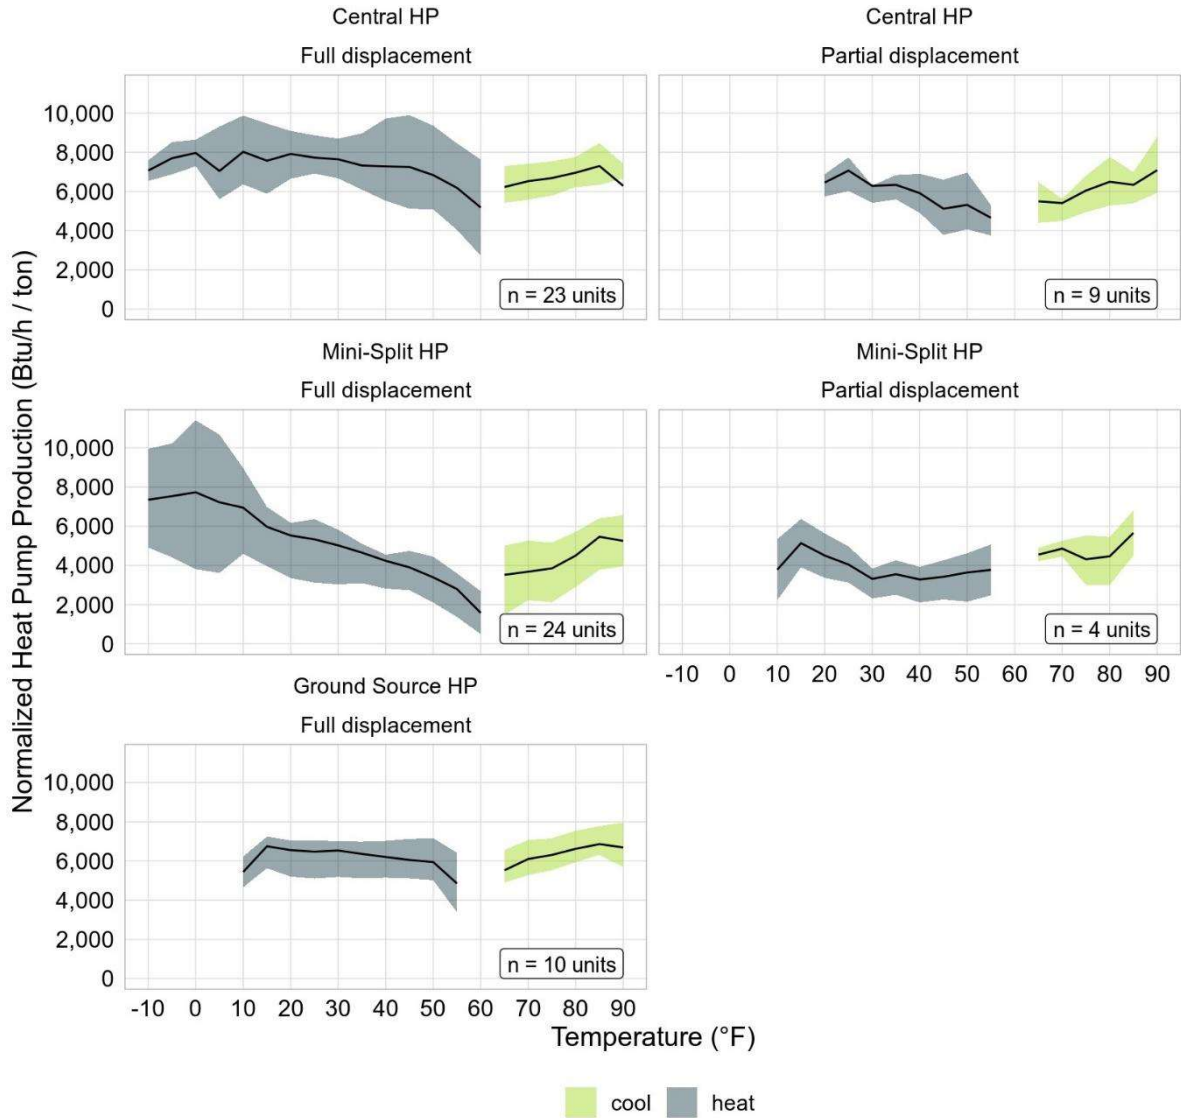 Central HP
Full displacement
Central HP
Partial displacement
10,000
8,000
6,000
4,000
2,000
0
n = 23 units
n = 9 units
Mini-Split HP
Full displacement
Mini-Split HP
Partial displacement
10,000
8,000
6,000
4,000
2,000
0
n = 24 units
n = 4 units
-10 0 10 20 30 40 50 60 70 80 90
Ground Source HP
Full displacement
10,000
8,000
6,000
4,000
2,000
0
n = 10 units
-10 0 10 20 30 40 50 60 70 80 90
Normalized Heat Pump Production (Btu/h / ton)
Temperature (°F)
cool heat